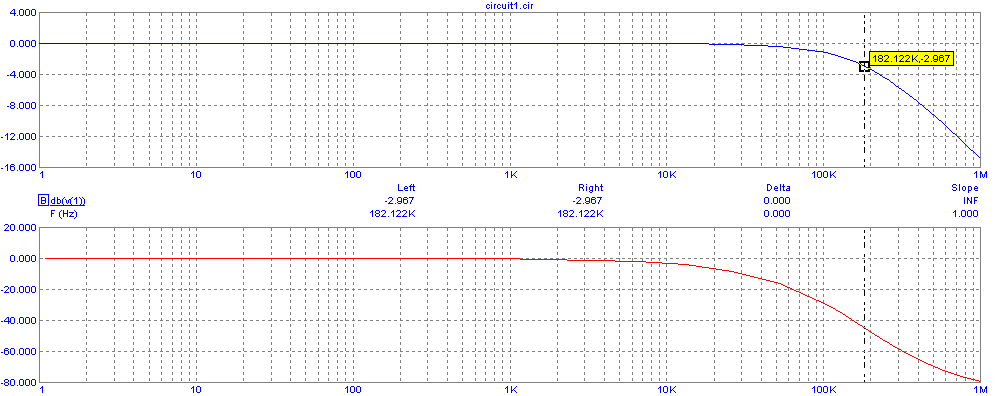 circuit1.cir
4.000
0.000
182.122K,-2.967
-4.000
-8.000
-12.000
-16.000
1 10 100 1K 10K 100K 1M
Left Right Delta Slope
B db(v(1)) -2.967 -2.967 0.000 INF
F (Hz) 182.122K 182.122K 0.000 1.000
20.000
0.000
-20.000
-40.000
-60.000
-80.000
1 10 100 1K 10K 100K 1M